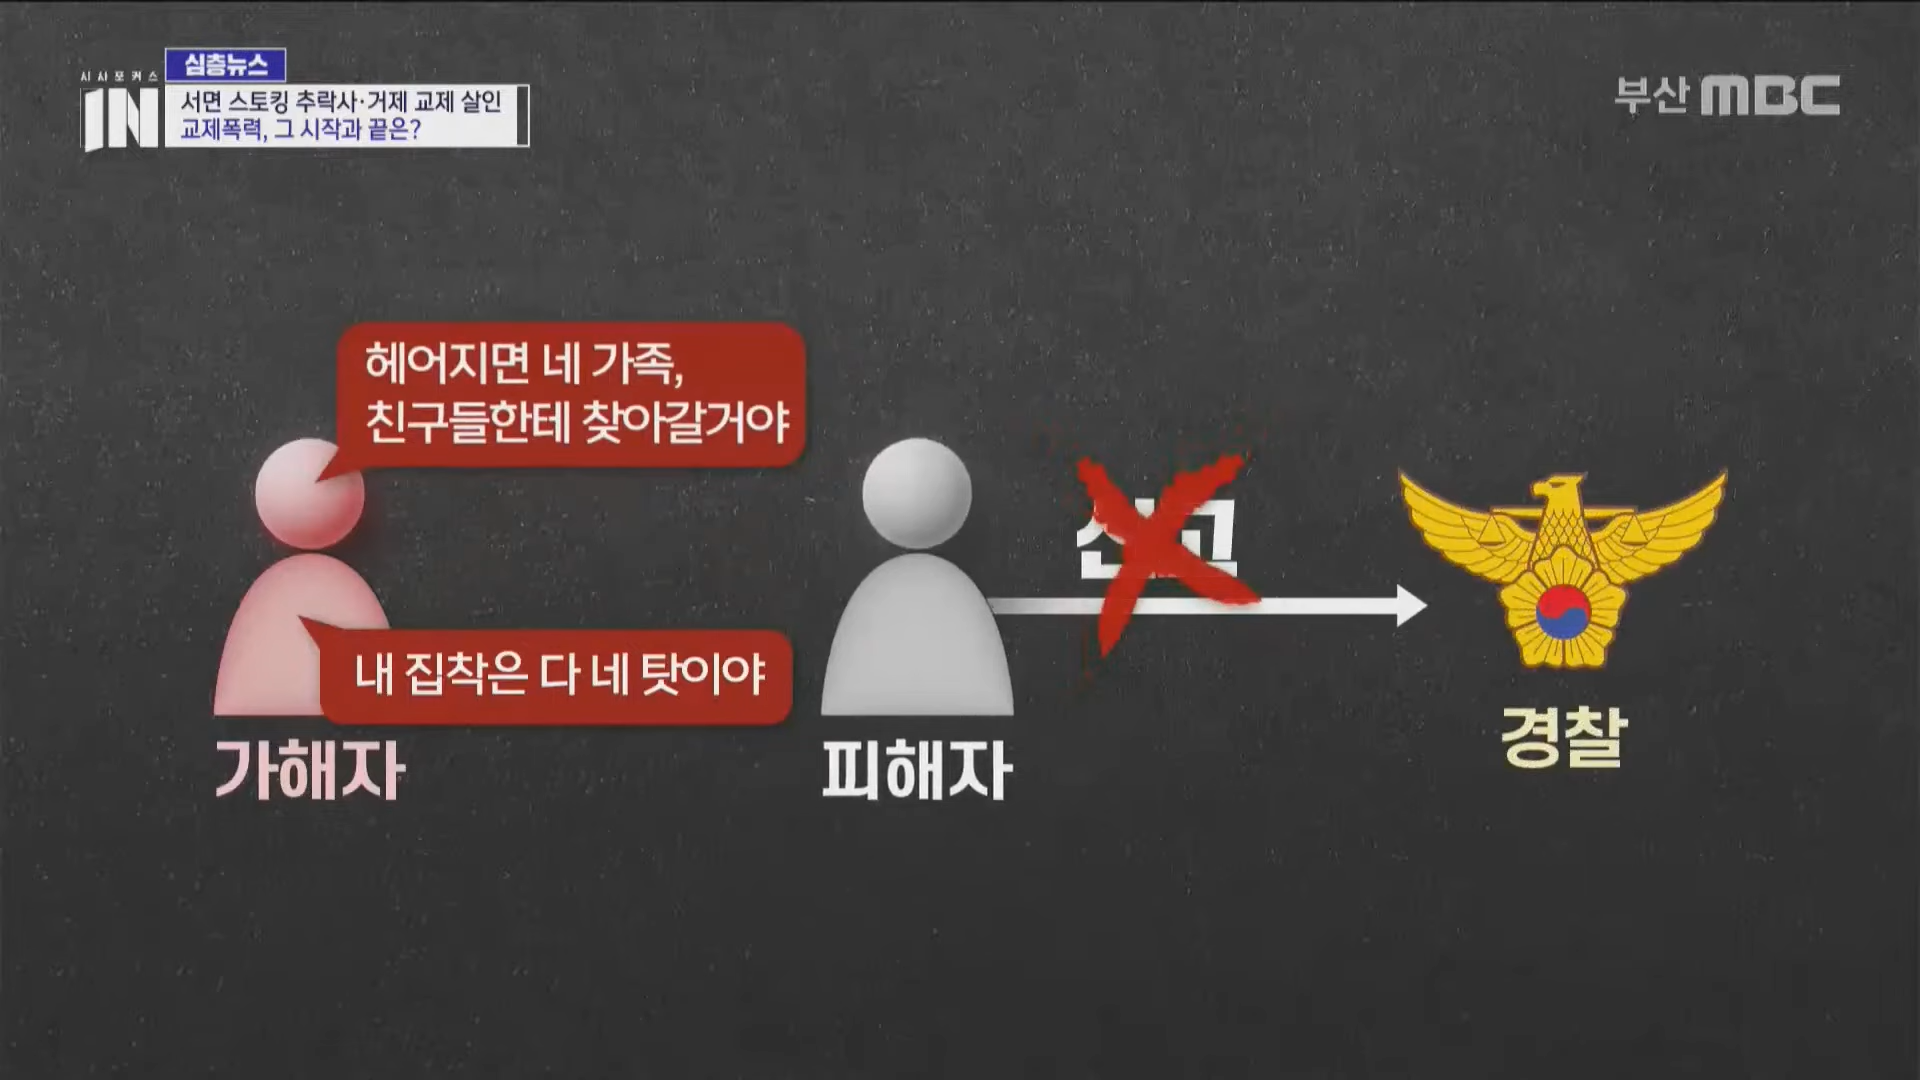 시사포커스
IN
심층뉴스
서면 스토킹 추락사·거제 교제 살인
교제폭력, 그 시작과 끝은?
부산 MBC
헤어지면 네 가족,
친구들한테 찾아갈거야
내 집착은 다 네 탓이야
신고
가해자
피해자
경찰